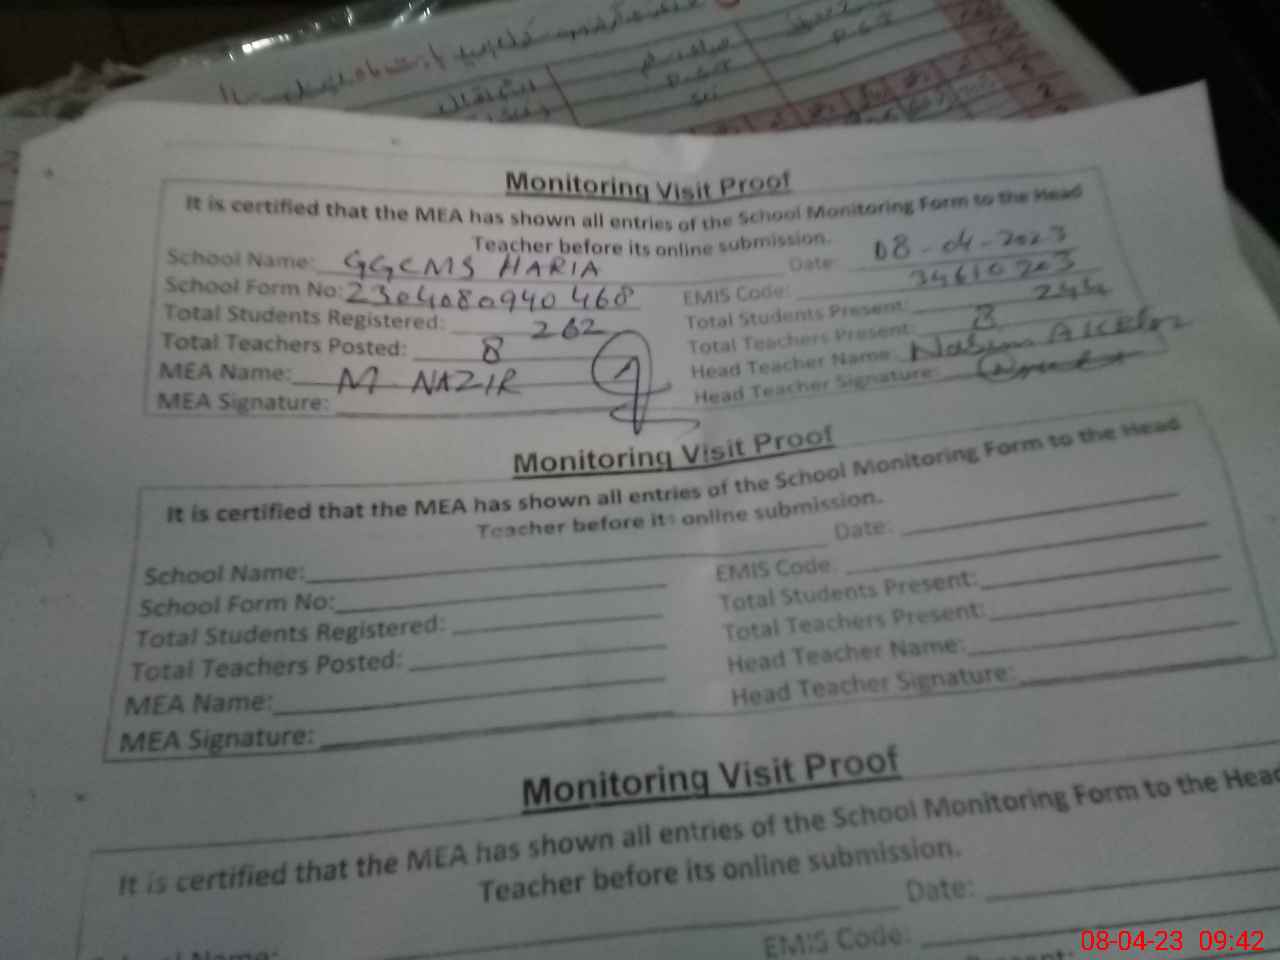 Monitoring Visit Proof
It is certified that the MEA has shown all entries of the School Monitoring Form to the Head
Teacher before its online submission.
School Name: GGCMS HARIA Date: 08-04-2023
School Form No: 2304080940468 EMIS Code: 34610203
Total Students Registered: 262 Total Students Present: 244
Total Teachers Posted: 8 Total Teachers Present: 8
MEA Name: M NAZIR Head Teacher Name:
MEA Signature: Head Teacher Signature:
Monitoring Visit Proof
It is certified that the MEA has shown all entries of the School Monitoring Form to the Head
Teacher before its online submission.
School Name: Date:
School Form No: EMIS Code:
Total Students Registered: Total Students Present:
Total Teachers Posted: Total Teachers Present:
MEA Name: Head Teacher Name:
MEA Signature: Head Teacher Signature:
Monitoring Visit Proof
It is certified that the MEA has shown all entries of the School Monitoring Form to the Head
Teacher before its online submission.
Date:
Name: EMIS Code:
08-04-23 09:42